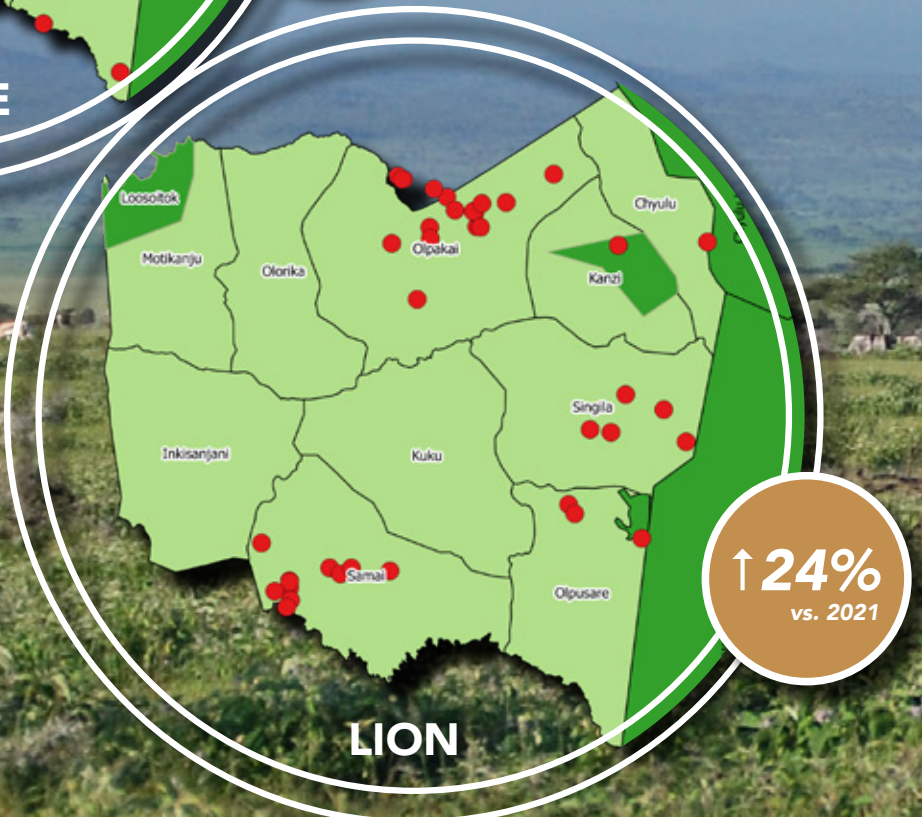 E
Loosoitok
Chyulu
Motikanju
Olorika
Olpakai
Kanzi
Singila
Inkisanjani
Kuku
Samai
Olpusare
↑24%
vs. 2021
LION